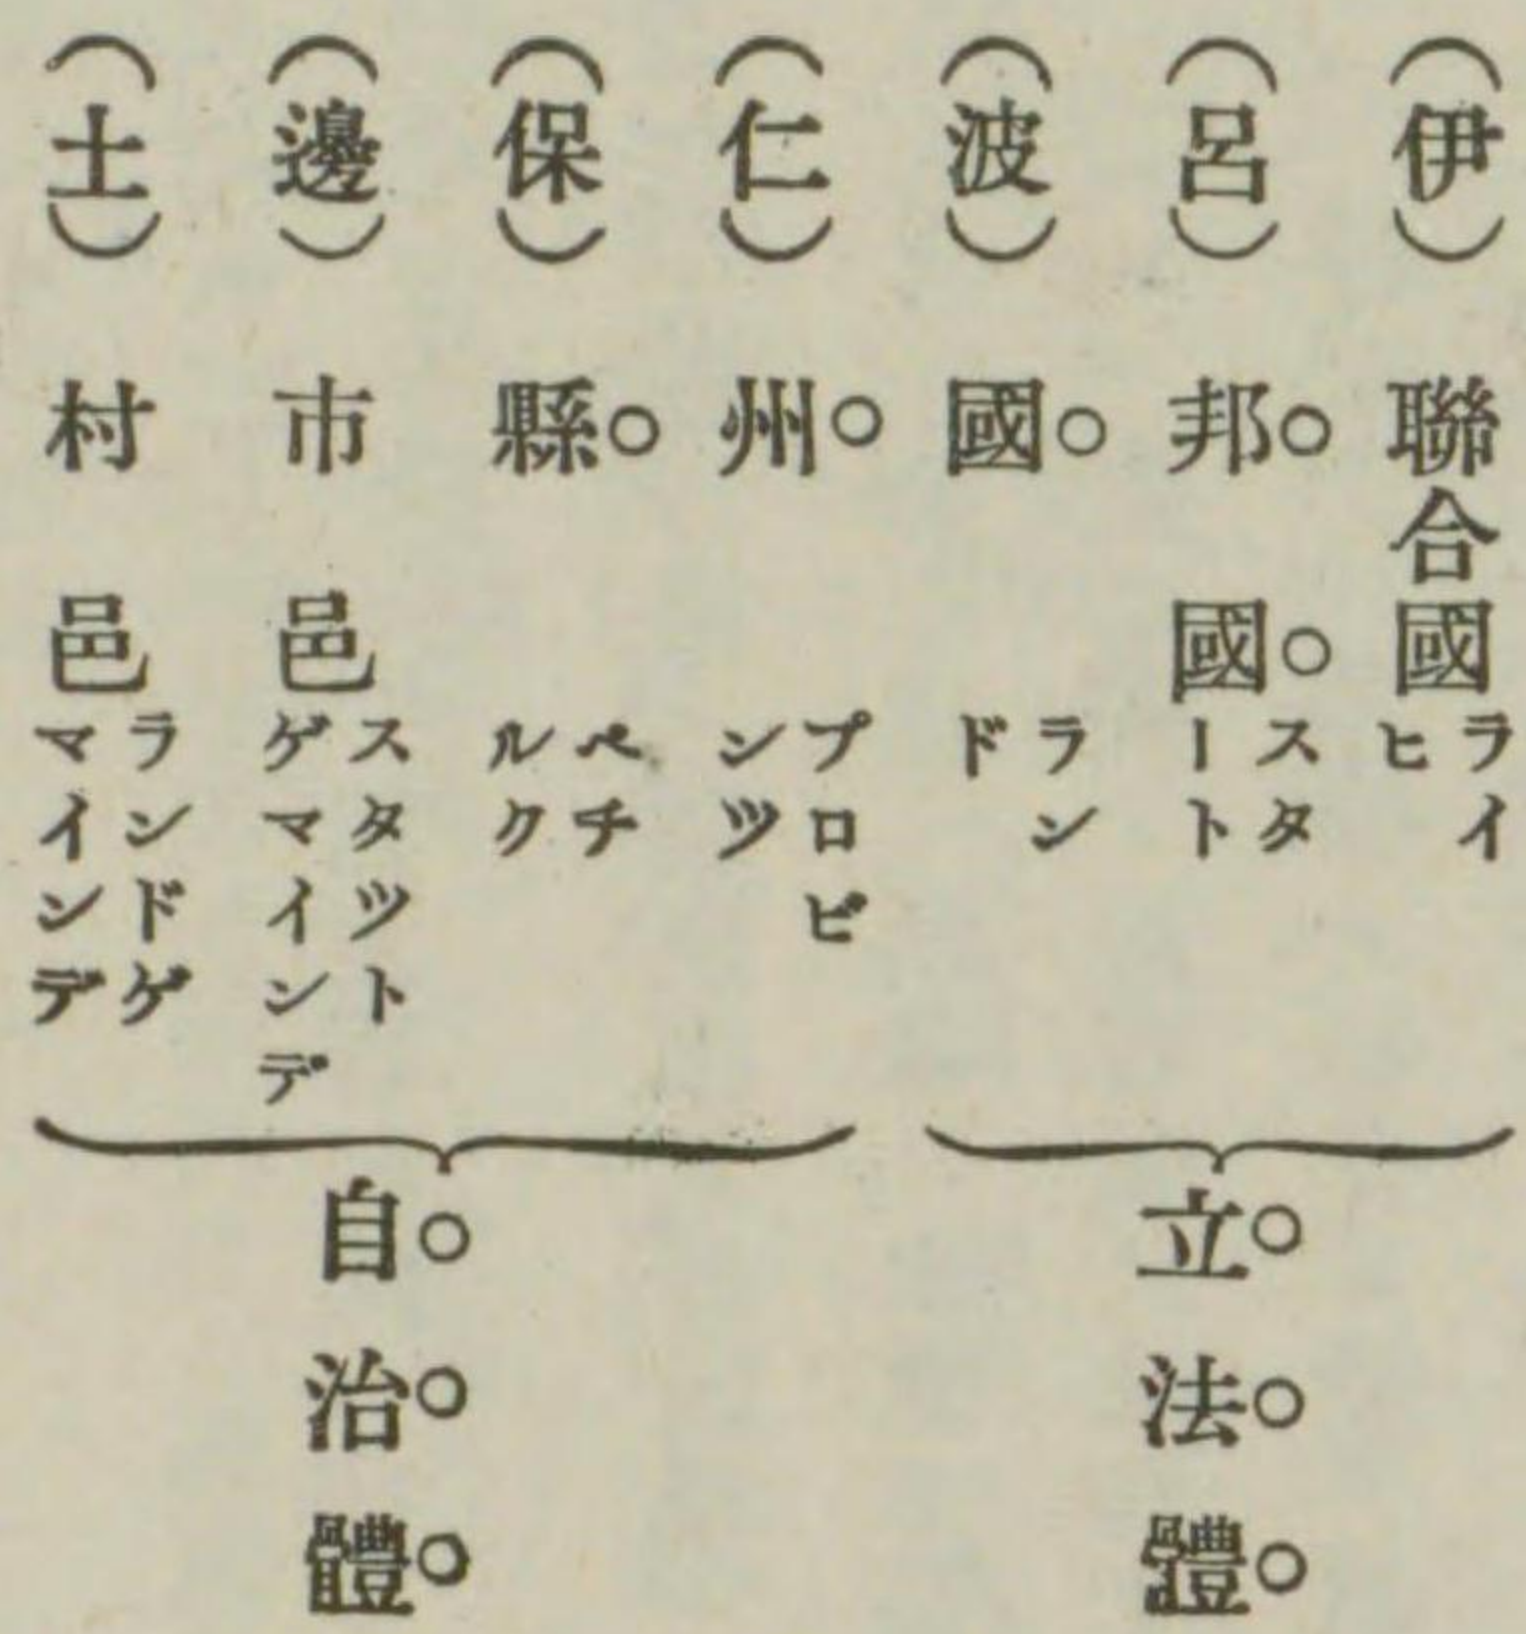 (伊)聯合國ライヒ
(呂)邦國スタート
(波)國ランド
(仁)州プロビンツ
(保)縣ベチルク
(邊)市邑スタツトゲマインデ
(土)村邑ランドゲマインデ
立法體
自治體